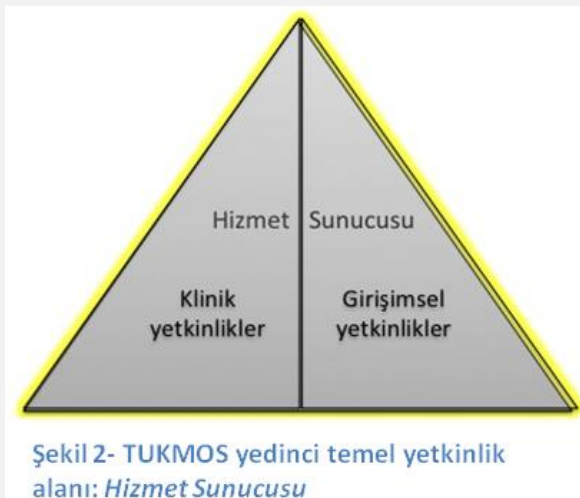 Hizmet Sunucusu
Klinik
yetkinlikler
Girişimsel
yetkinlikler
Şekil 2- TUKMOS yedinci temel yetkinlik
alanı: Hizmet Sunucusu